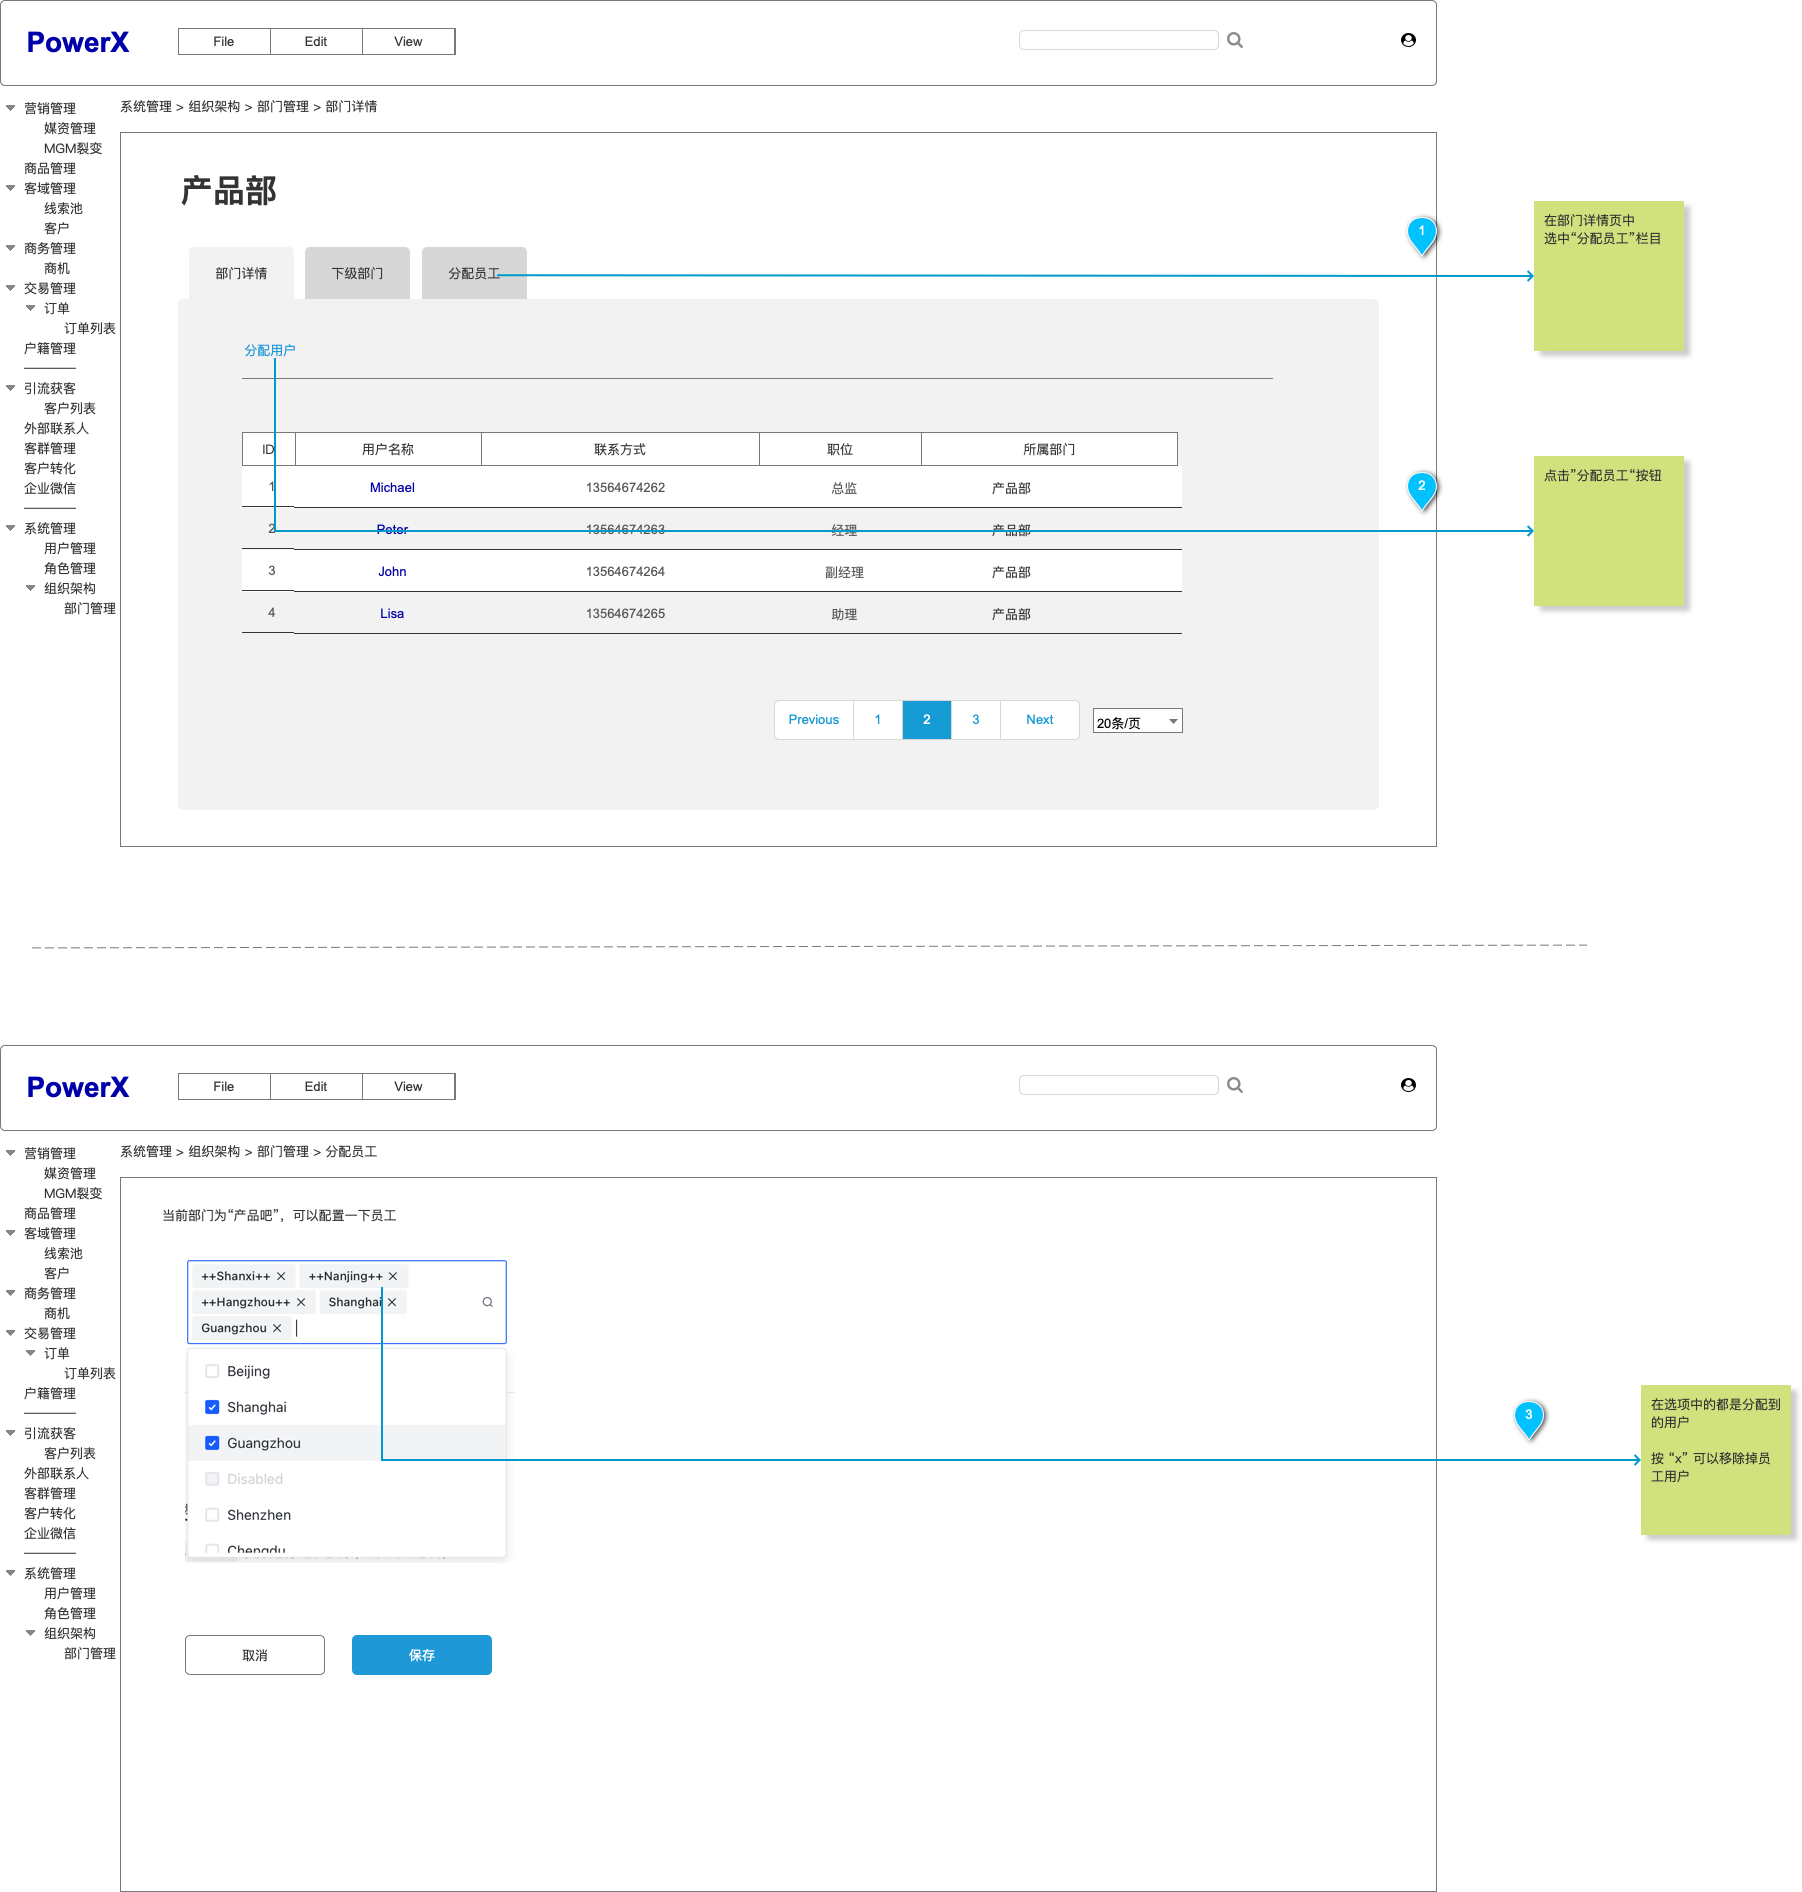 PowerX
File Edit View
系统管理 > 组织架构 > 部门管理 > 部门详情
营销管理
媒资管理
MGM裂变
商品管理
客域管理
线索池
客户
商务管理
商机
交易管理
订单
订单列表
户籍管理
引流获客
客户列表
外部联系人
客群管理
客户转化
企业微信
系统管理
用户管理
角色管理
组织架构
部门管理
产品部
部门详情 下级部门 分配员工
分配用户
ID 用户名称 联系方式 职位 所属部门
1 Michael 13564674262 总监 产品部
2 Peter 13564674263 经理 产品部
3 John 13564674264 副经理 产品部
4 Lisa 13564674265 助理 产品部
Previous 1 2 3 Next 20条/页
1
在部门详情页中
选中“分配员工”栏目
2
点击”分配员工“按钮
PowerX
File Edit View
系统管理 > 组织架构 > 部门管理 > 分配员工
营销管理
媒资管理
MGM裂变
商品管理
客域管理
线索池
客户
商务管理
商机
交易管理
订单
订单列表
户籍管理
引流获客
客户列表
外部联系人
客群管理
客户转化
企业微信
系统管理
用户管理
角色管理
组织架构
部门管理
当前部门为“产品吧”，可以配置一下员工
++Shanxi++ ++Nanjing++
++Hangzhou++ Shanghai
Guangzhou
Beijing
Shanghai
Guangzhou
Disabled
Shenzhen
Chengdu
取消 保存
3
在选项中的都是分配到
的用户
按 “x” 可以移除掉员
工用户